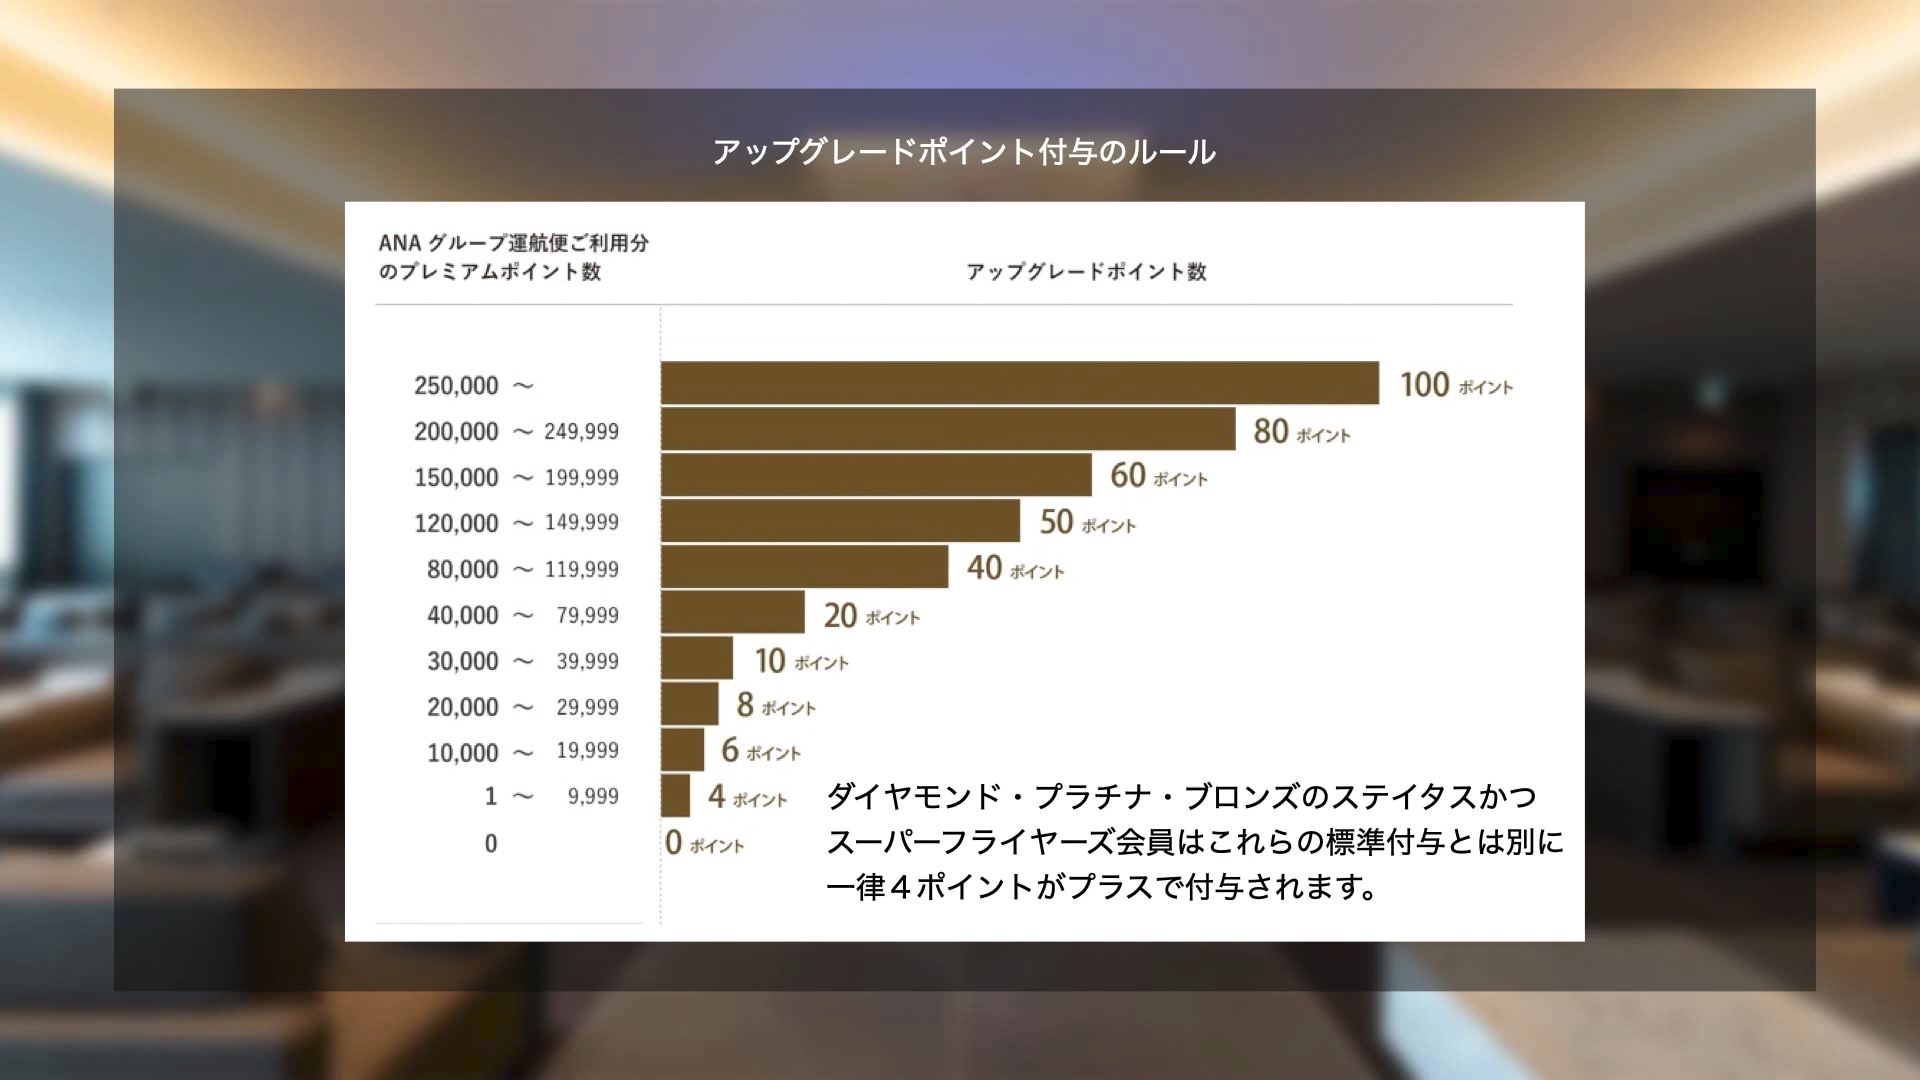 アップグレードポイント付与のルール
ANA グループ運航便ご利用分
のプレミアムポイント数
アップグレードポイント数
250,000 ～ 100 ポイント
200,000 ～ 249,999 80 ポイント
150,000 ～ 199,999 60 ポイント
120,000 ～ 149,999 50 ポイント
80,000 ～ 119,999 40 ポイント
40,000 ～ 79,999 20 ポイント
30,000 ～ 39,999 10 ポイント
20,000 ～ 29,999 8 ポイント
10,000 ～ 19,999 6 ポイント
1 ～ 9,999 4 ポイント
0 0 ポイント
ダイヤモンド・プラチナ・ブロンズのステイタスかつ
スーパーフライヤーズ会員はこれらの標準付与とは別に
一律４ポイントがプラスで付与されます。